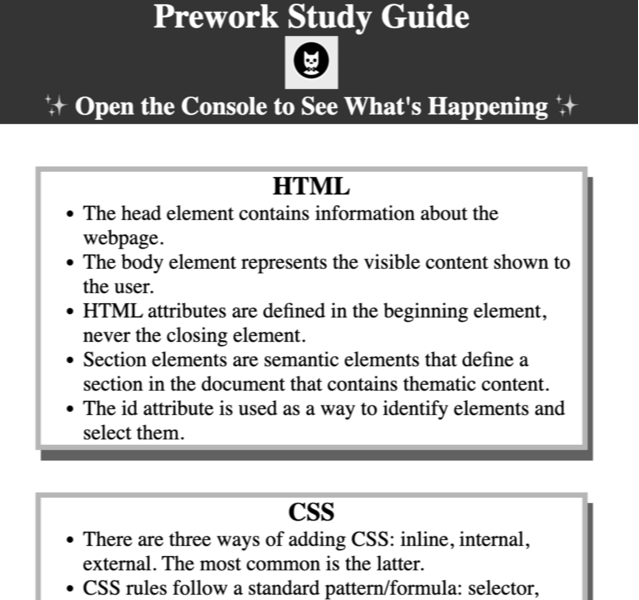 Prework Study Guide
✨ Open the Console to See What's Happening ✨
HTML
• The head element contains information about the
webpage.
• The body element represents the visible content shown to
the user.
• HTML attributes are defined in the beginning element,
never the closing element.
• Section elements are semantic elements that define a
section in the document that contains thematic content.
• The id attribute is used as a way to identify elements and
select them.
CSS
• There are three ways of adding CSS: inline, internal,
external. The most common is the latter.
• CSS rules follow a standard pattern/formula: selector,